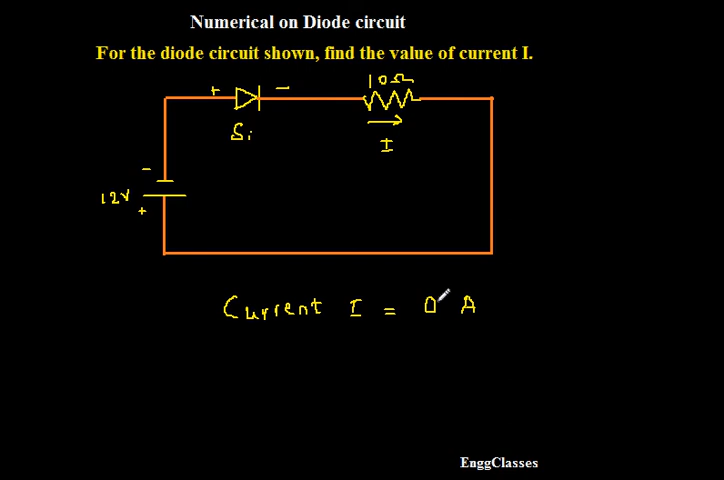 Numerical on Diode circuit
For the diode circuit shown, find the value of current I.
10Ω
+ -
Si
I
-
12V
+
Current I = 0 A
EnggClasses